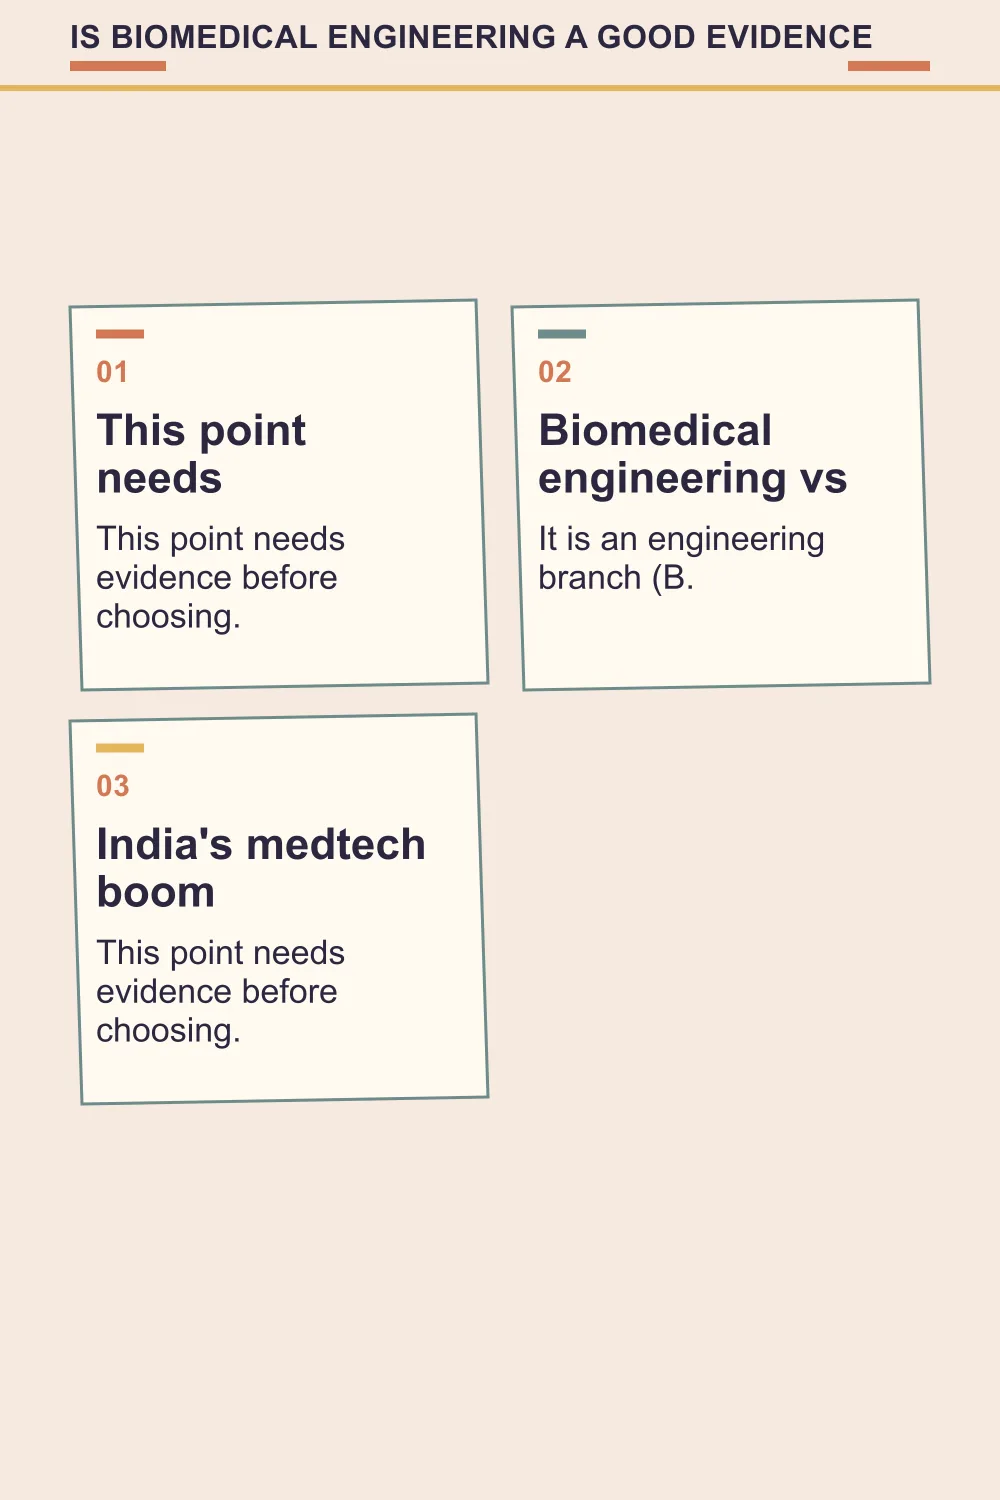 IS BIOMEDICAL ENGINEERING A GOOD EVIDENCE
01
This point
needs
This point needs
evidence before
choosing.
02
Biomedical
engineering vs
It is an engineering
branch (B.
03
India's medtech
boom
This point needs
evidence before
choosing.